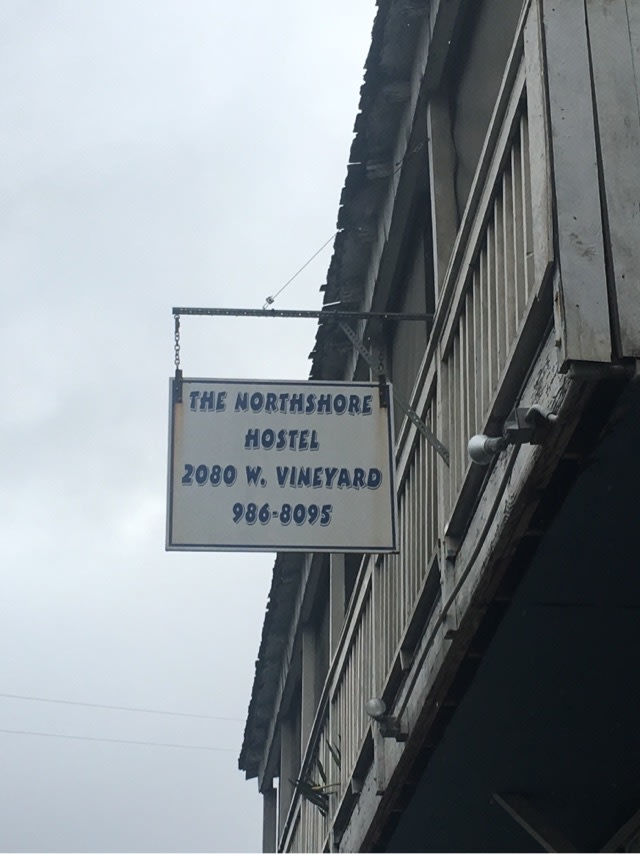 THE NORTHSHORE
HOSTEL
2080 W. VINEYARD
986-8095